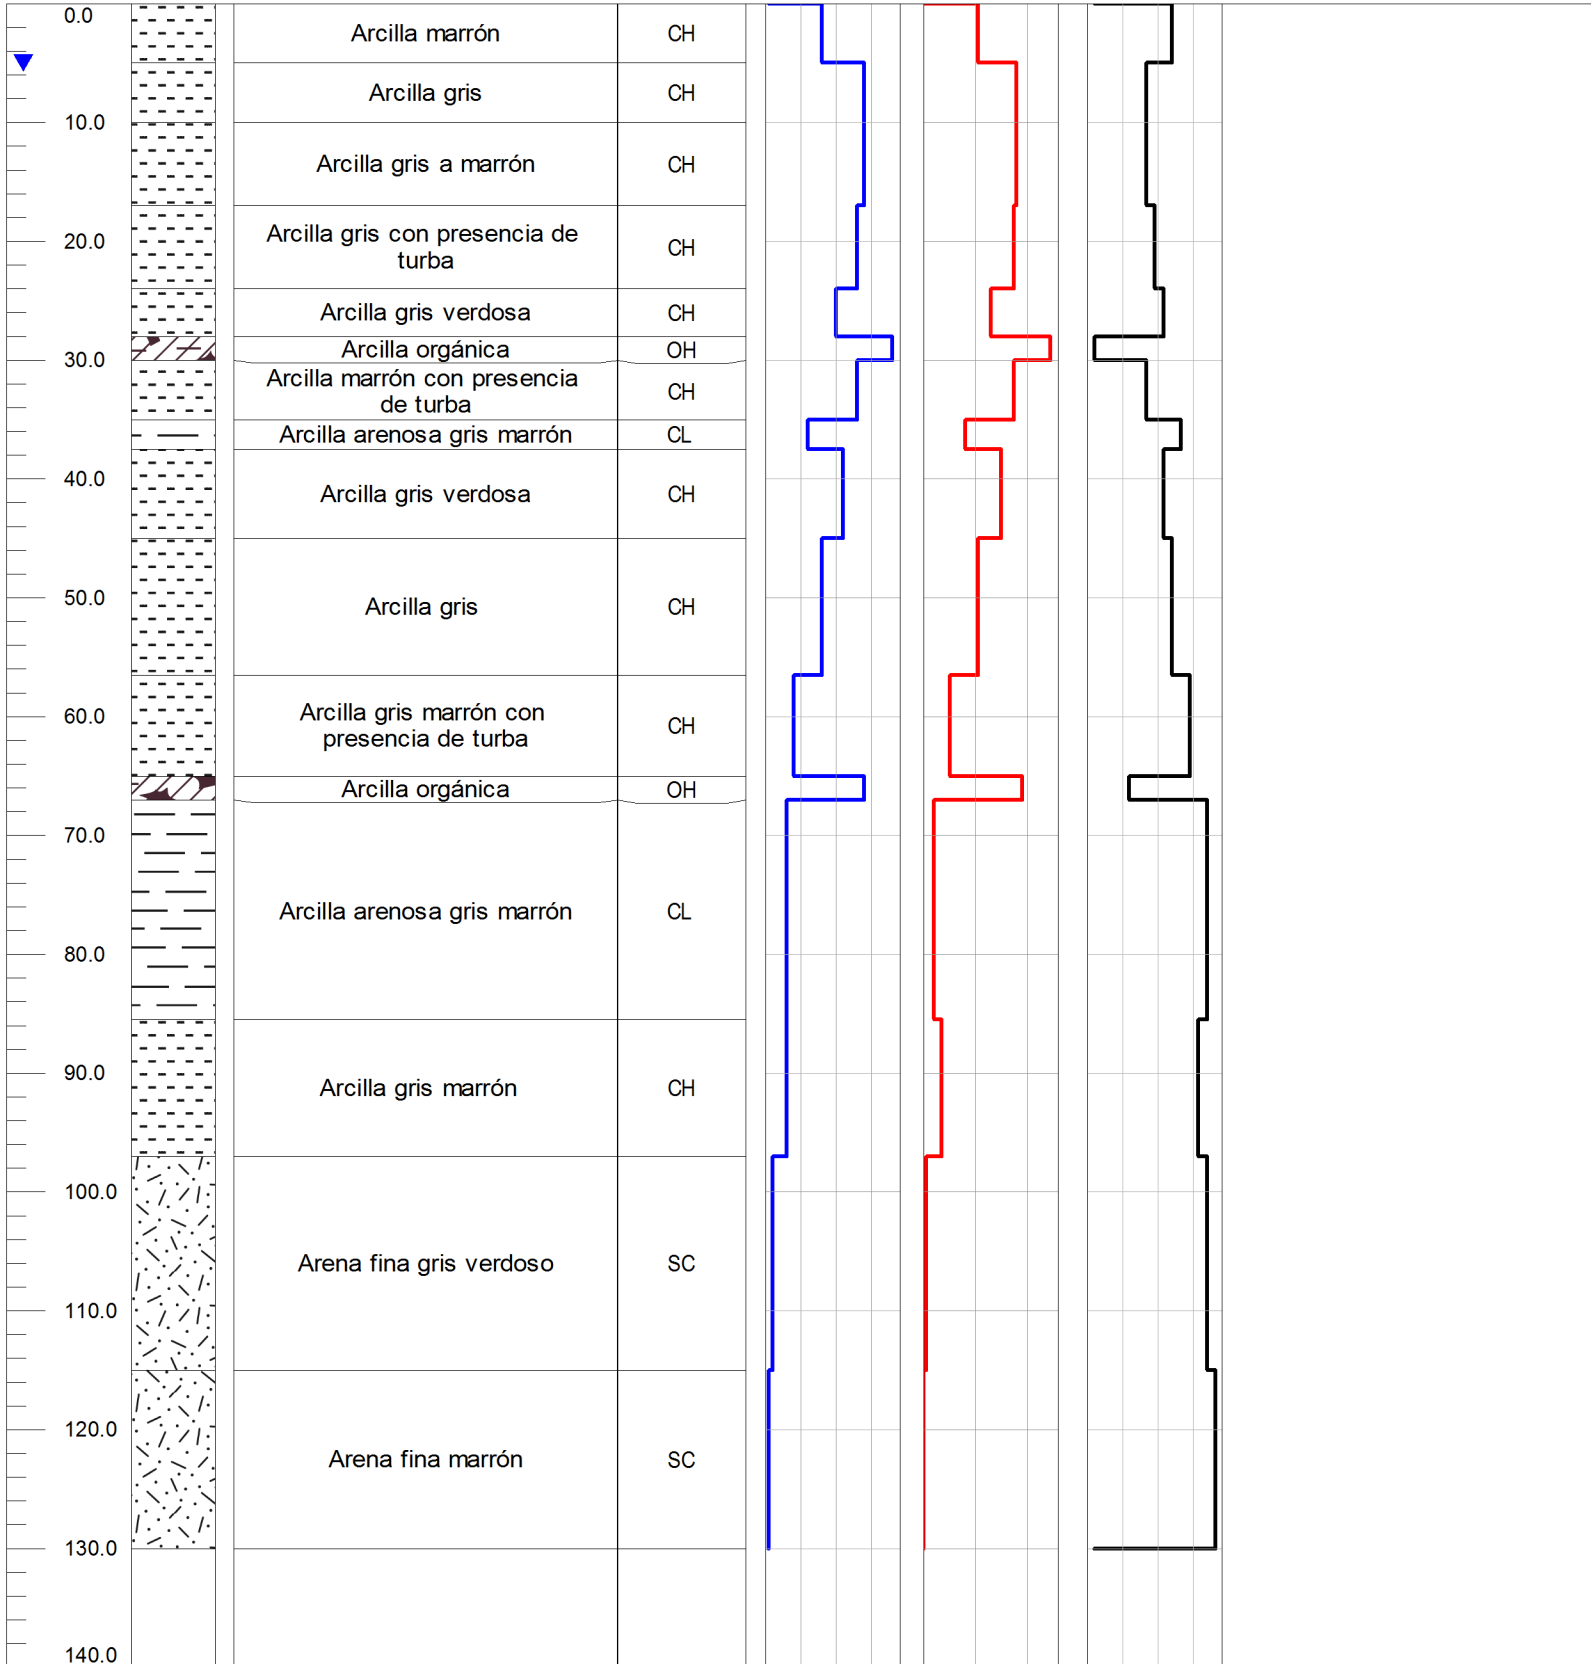 0.0
Arcilla marrón CH
Arcilla gris CH
10.0
Arcilla gris a marrón CH
Arcilla gris con presencia de
turba
20.0 CH
Arcilla gris verdosa CH
Arcilla orgánica OH
30.0
Arcilla marrón con presencia
de turba
CH
Arcilla arenosa gris marrón CL
40.0
Arcilla gris verdosa CH
50.0
Arcilla gris CH
Arcilla gris marrón con
presencia de turba
60.0 CH
Arcilla orgánica OH
70.0
Arcilla arenosa gris marrón CL
80.0
90.0
Arcilla gris marrón CH
100.0
Arena fina gris verdoso SC
110.0
120.0
Arena fina marrón SC
130.0
140.0